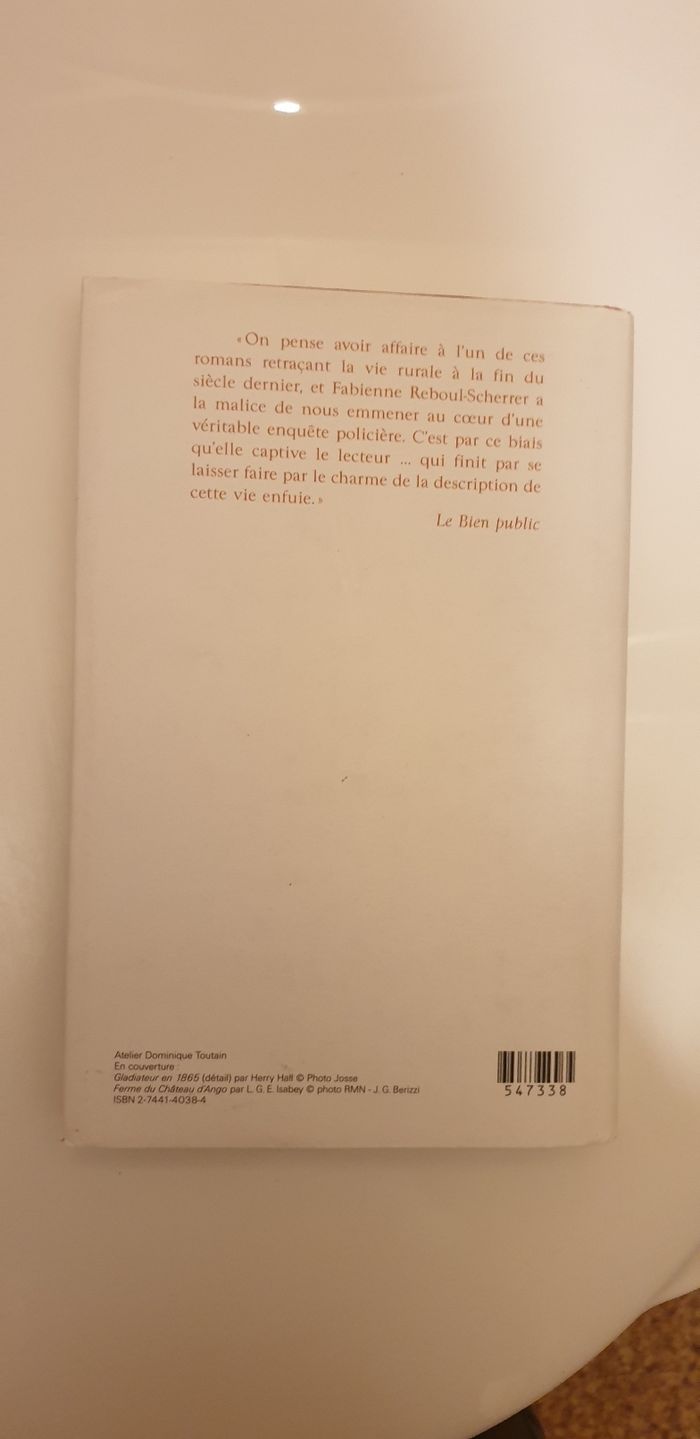 «On pense avoir affaire à l'un de ces
romans retraçant la vie rurale à la fin du
siècle dernier, et Fabienne Reboul-Scherrer a
la malice de nous emmener au cœur d'une
véritable enquête policière. C'est par ce biais
qu'elle captive le lecteur ... qui finit par se
laisser faire par le charme de la description de
cette vie enfuie.»
Le Bien public
Atelier Dominique Toutain
En couverture :
Gladiateur en 1865 (détail) par Herry Hall © Photo Josse
Ferme du Château d'Ango par L. G. E. Isabey © photo RMN - J. G. Berizzi
ISBN 2-7441-4038-4
547338